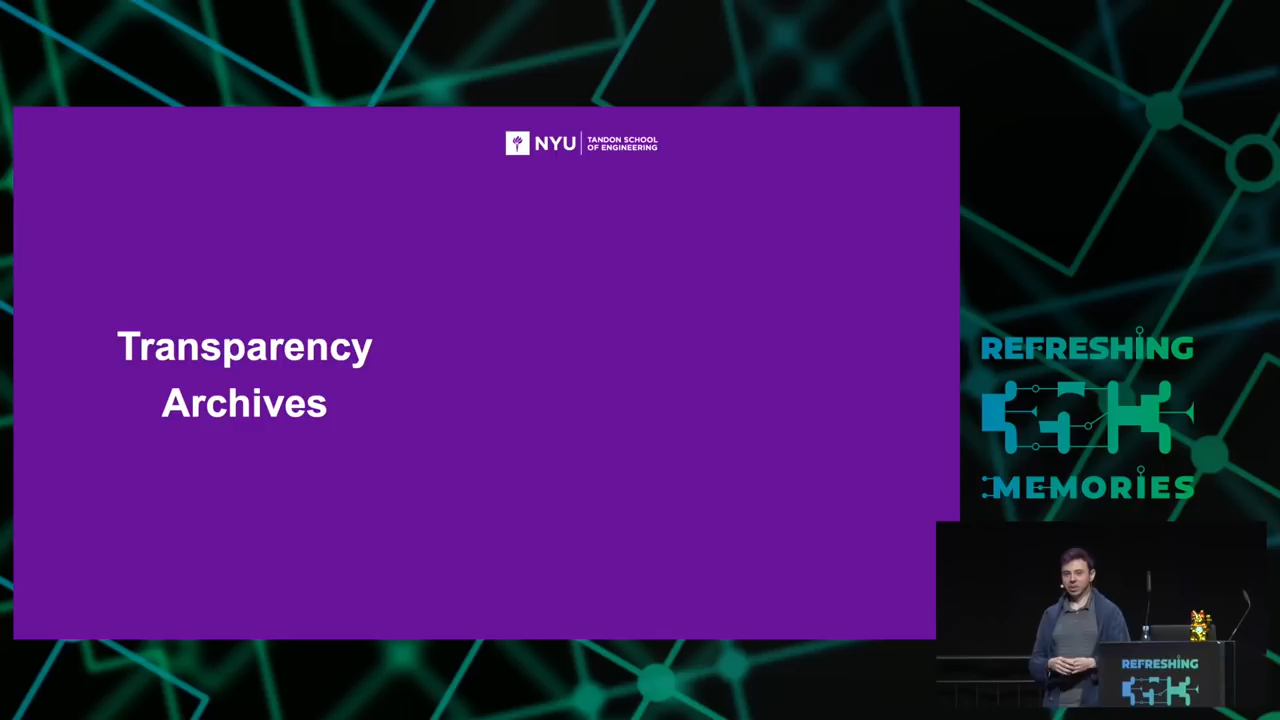 NYU
TANDON SCHOOL
OF ENGINEERING
Transparency
Archives
REFRESHING
MEMORIES
REFRESHING